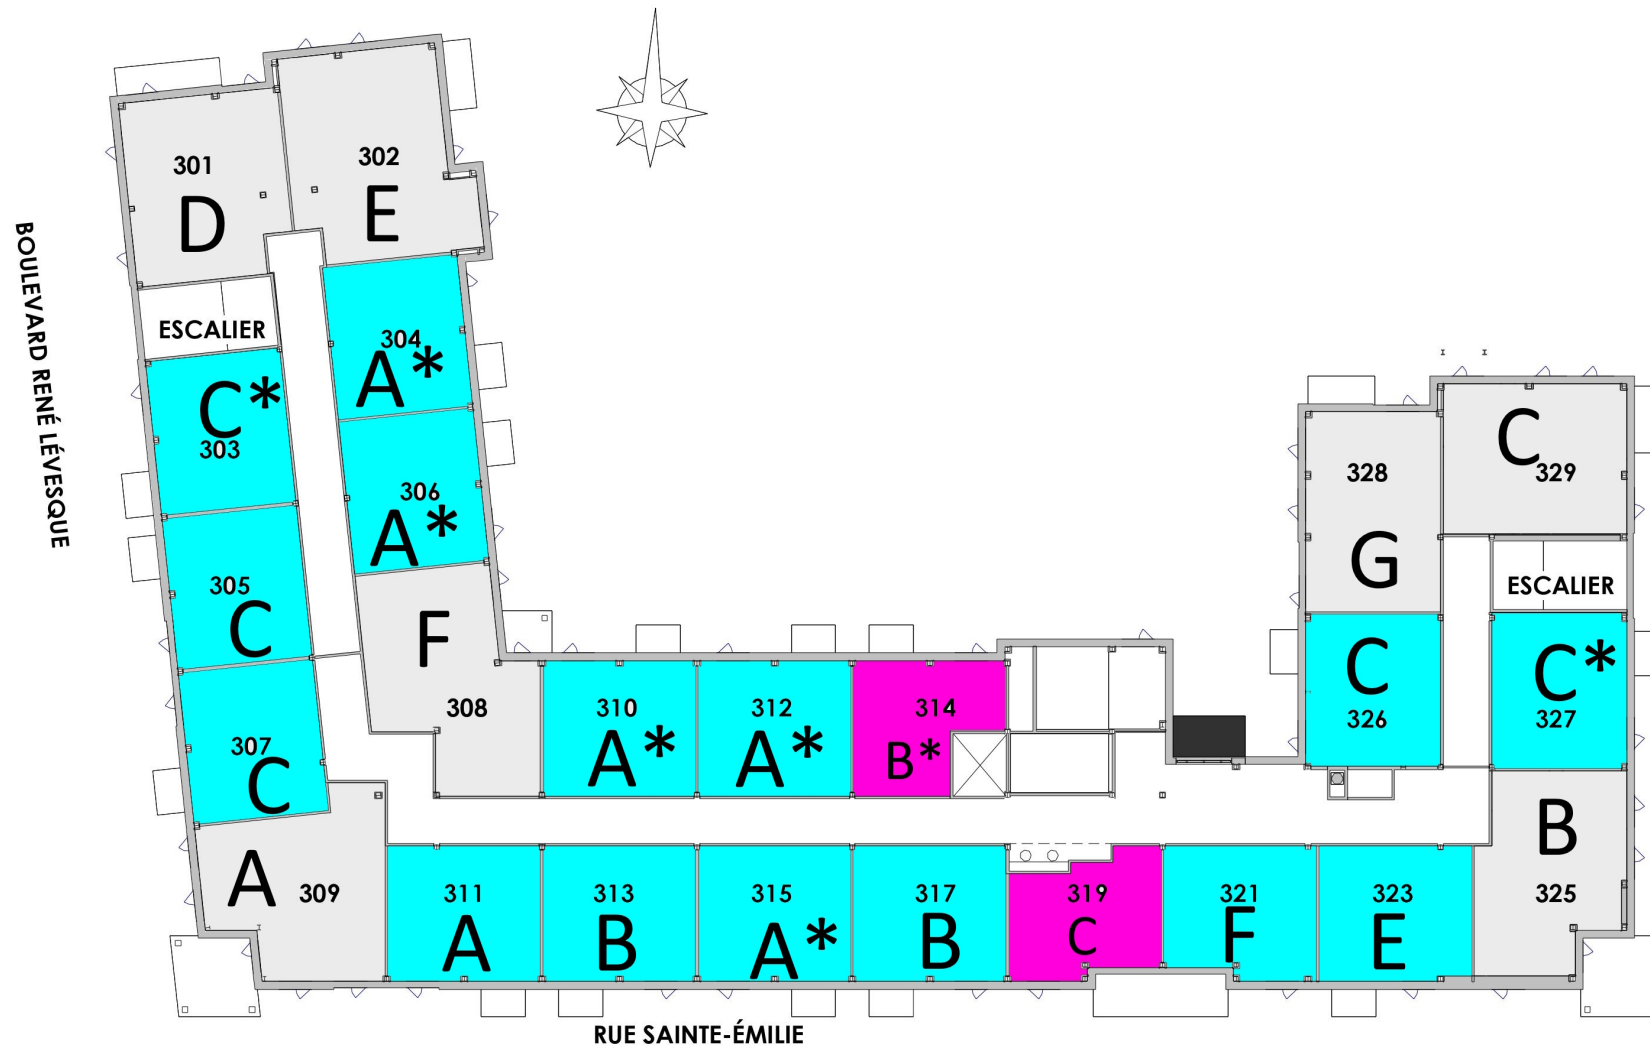 BOULEVARD RENÉ LÉVESQUE
301
D
302
E
ESCALIER
304
A*
C*
303
306
A*
305
C
F
308
307
C
A
309
310
A*
312
A*
314
B*
311
A
313
B
315
A*
317
B
319
C
321
F
323
E
B
325
C
326
C*
327
328
G
C
329
ESCALIER
RUE SAINTE-ÉMILIE